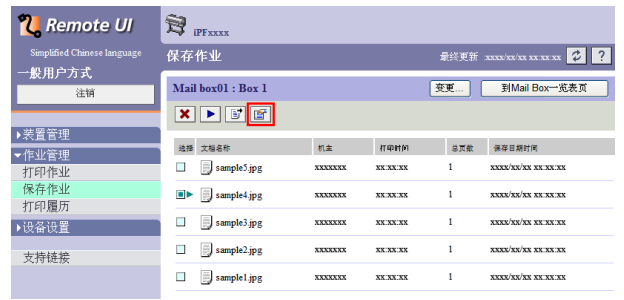 Remote UI
iPFxxxx
Simplified Chinese language
一般用户方式
注销
保存作业
最终更新 xxxx/xx/xx xx:xx:xx
?
Mail box01 : Box 1
变更...
到Mail Box一览表页
装置管理
作业管理
打印作业
保存作业
打印履历
设备设置
支持链接
选择 文档名称 机主 打印时间 总页数 保存日期时间
sample5.jpg xxxxxxx xx:xx:xx 1 xxxx/xx/xx xx:xx:xx
sample4.jpg xxxxxxx xx:xx:xx 1 xxxx/xx/xx xx:xx:xx
sample3.jpg xxxxxxx xx:xx:xx 1 xxxx/xx/xx xx:xx:xx
sample2.jpg xxxxxxx xx:xx:xx 1 xxxx/xx/xx xx:xx:xx
sample1.jpg xxxxxxx xx:xx:xx 1 xxxx/xx/xx xx:xx:xx